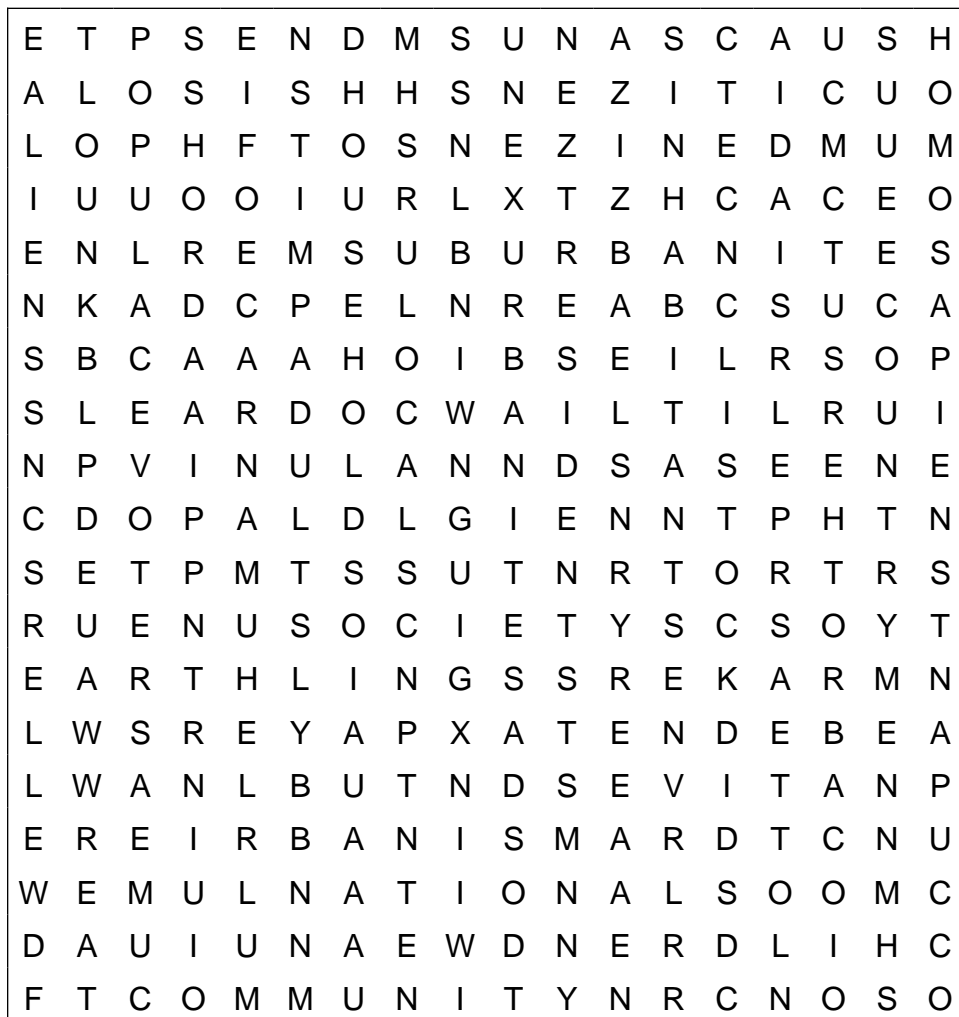 E T P S E N D M S U N A S C A U S H
A L O S I S H H S N E Z I T I C U O
L O P H F T O S N E Z I N E D M U M
I U U O O I U R L X T Z H C A C E O
E N L R E M S U B U R B A N I T E S
N K A D C P E L N R E A B C S U C A
S B C A A A H O I B S E I L R S O P
S L E A R D O C W A I L T I L R U I
N P V I N U L A N N D S A S E E N E
C D O P A L D L G I E N N T P H T N
S E T P M T S S U T N R T O R T R S
R U E N U S O C I E T Y S C S O Y T
E A R T H L I N G S S R E K A R M N
L W S R E Y A P X A T E N D E B E A
L W A N L B U T N D S E V I T A N P
E R E I R B A N I S M A R D T C N U
W E M U L N A T I O N A L S O O M C
D A U I U N A E W D N E R D L I H C
F T C O M M U N I T Y N R C N O S O